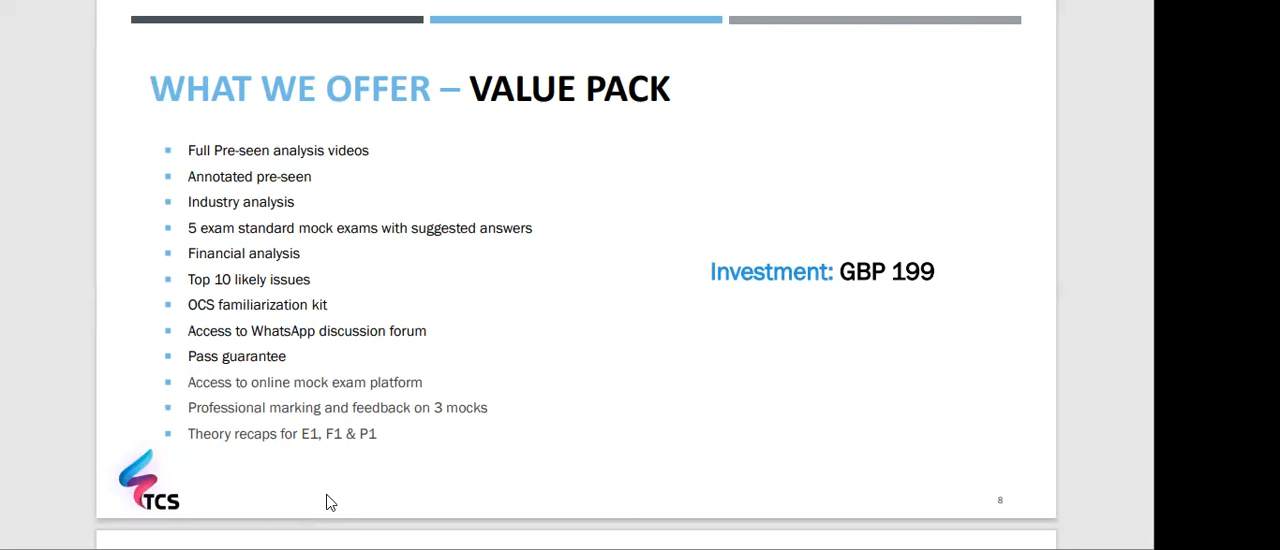 WHAT WE OFFER – VALUE PACK
Full Pre-seen analysis videos
Annotated pre-seen
Industry analysis
5 exam standard mock exams with suggested answers
Financial analysis
Top 10 likely issues
OCS familiarization kit
Access to WhatsApp discussion forum
Pass guarantee
Access to online mock exam platform
Professional marking and feedback on 3 mocks
Theory recaps for E1, F1 & P1
Investment: GBP 199
TCS
8